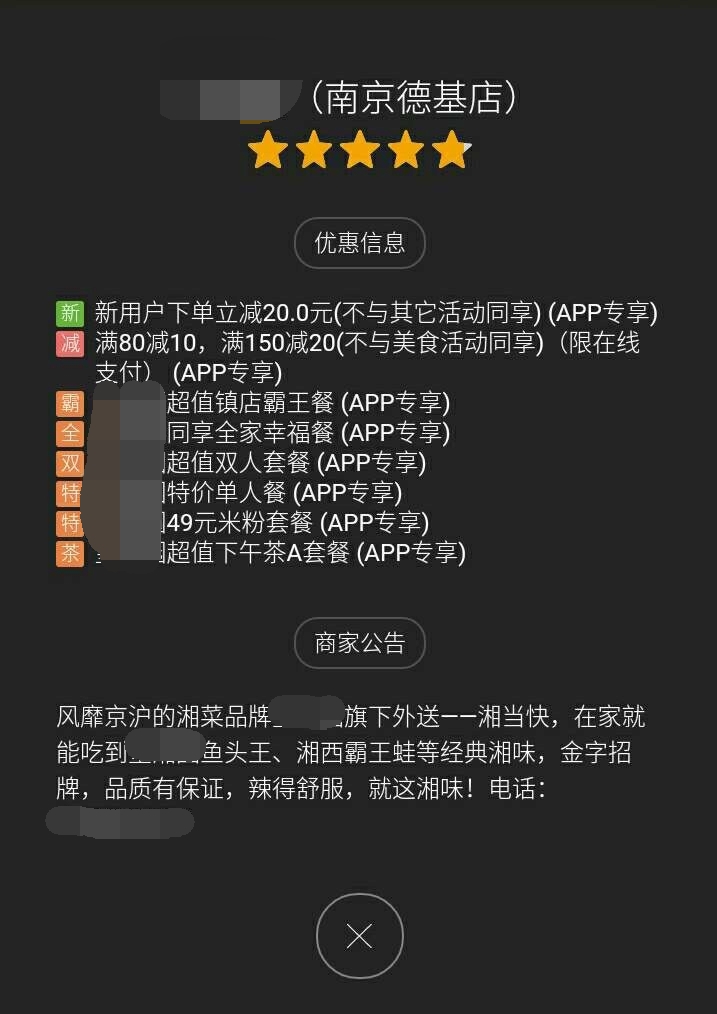 （南京德基店）
优惠信息
新 新用户下单立减20.0元(不与其它活动同享) (APP专享)
减 满80减10，满150减20(不与美食活动同享)（限在线
支付） (APP专享)
霸 超值镇店霸王餐 (APP专享)
全 同享全家幸福餐 (APP专享)
双 超值双人套餐 (APP专享)
特 特价单人餐 (APP专享)
特 49元米粉套餐 (APP专享)
茶 超值下午茶A套餐 (APP专享)
商家公告
风靡京沪的湘菜品牌 旗下外送——湘当快，在家就
能吃到 鱼头王、湘西霸王蛙等经典湘味，金字招
牌，品质有保证，辣得舒服，就这湘味！电话：